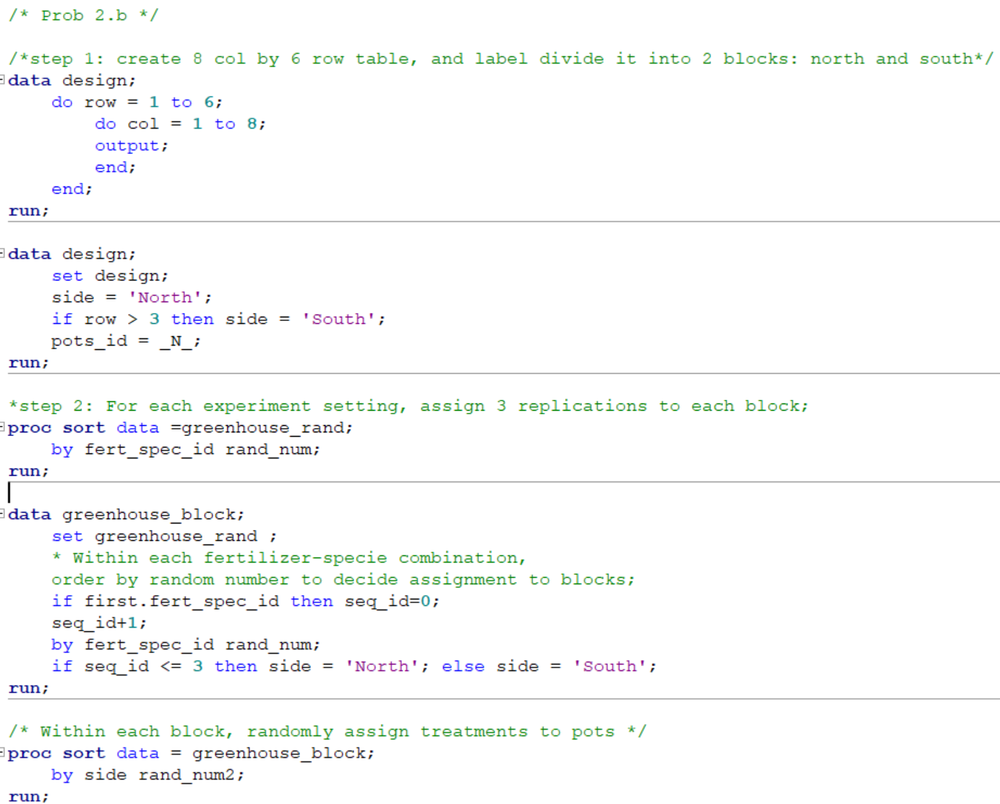 /* Prob 2.b */
/*step 1: create 8 col by 6 row table, and label divide it into 2 blocks: north and south*/
data design;
do row = 1 to 6;
do col = 1 to 8;
output;
end;
end;
run;
data design;
set design;
side = 'North';
if row > 3 then side = 'South';
pots_id = _N_;
run;
*step 2: For each experiment setting, assign 3 replications to each block;
proc sort data =greenhouse_rand;
by fert_spec_id rand_num;
run;
data greenhouse_block;
set greenhouse_rand ;
* Within each fertilizer-specie combination,
order by random number to decide assignment to blocks;
if first.fert_spec_id then seq_id=0;
seq_id+1;
by fert_spec_id rand_num;
if seq_id <= 3 then side = 'North'; else side = 'South';
run;
/* Within each block, randomly assign treatments to pots */
proc sort data = greenhouse_block;
by side rand_num2;
run;